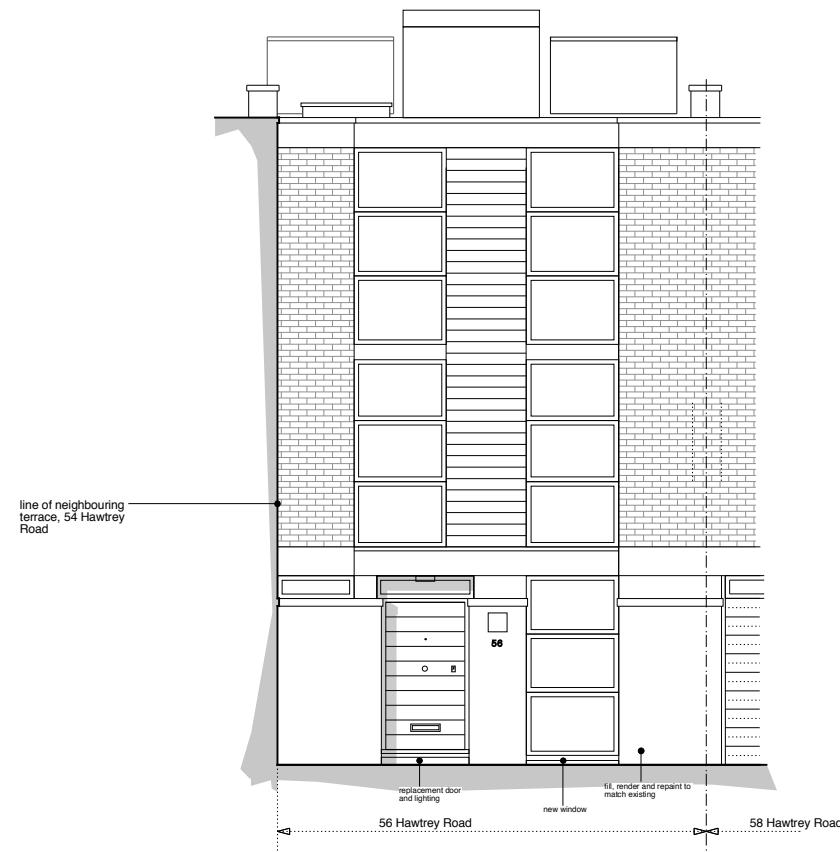 line of neighbouring
terrace, 54 Hawtrey
Road
56
replacement door
and lighting
new window
fill, render and repaint to
match existing
56 Hawtrey Road
58 Hawtrey Road